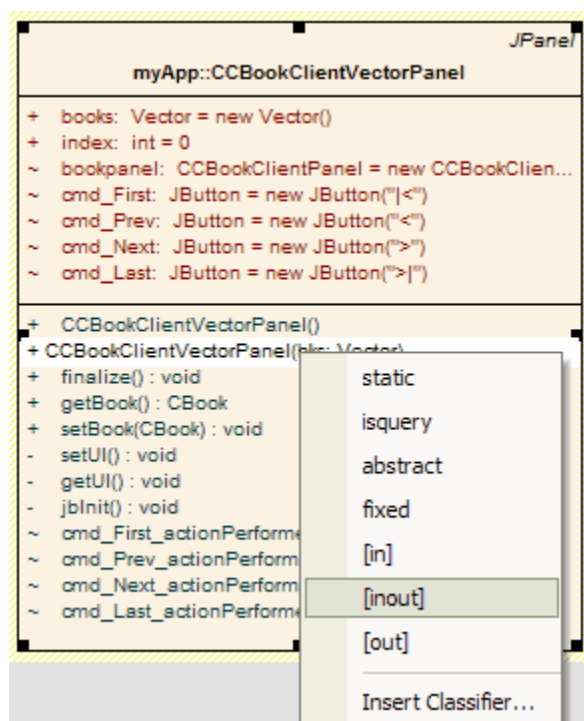 JPanel
myApp::CCBookClientVectorPanel
+ books: Vector = new Vector()
+ index: int = 0
~ bookpanel: CCBookClientPanel = new CCBookClien...
~ cmd_First: JButton = new JButton("|<")
~ cmd_Prev: JButton = new JButton("<")
~ cmd_Next: JButton = new JButton(">")
~ cmd_Last: JButton = new JButton(">|")
+ CCBookClientVectorPanel()
+ CCBookClientVectorPanel(bks: Vector)
+ finalize() : void
+ getBook() : CBook
+ setBook(CBook) : void
- setUI() : void
- getUI() : void
- jbInit() : void
~ cmd_First_actionPerforme
~ cmd_Prev_actionPerform
~ cmd_Next_actionPerform
~ cmd_Last_actionPerforme
static
isquery
abstract
fixed
[in]
[inout]
[out]
Insert Classifier...